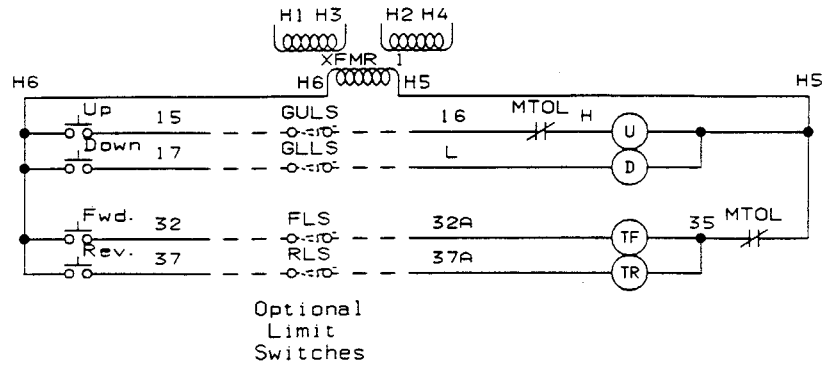 H1 H3 H2 H4
XFMR 1
H6 H6 H5 H5
Up 15 GULS 16 MTOL H U
Down 17 GLLS L D
Fwd. 32 FLS 32A TF 35 MTOL
Rev. 37 RLS 37A TR
Optional
Limit
Switches